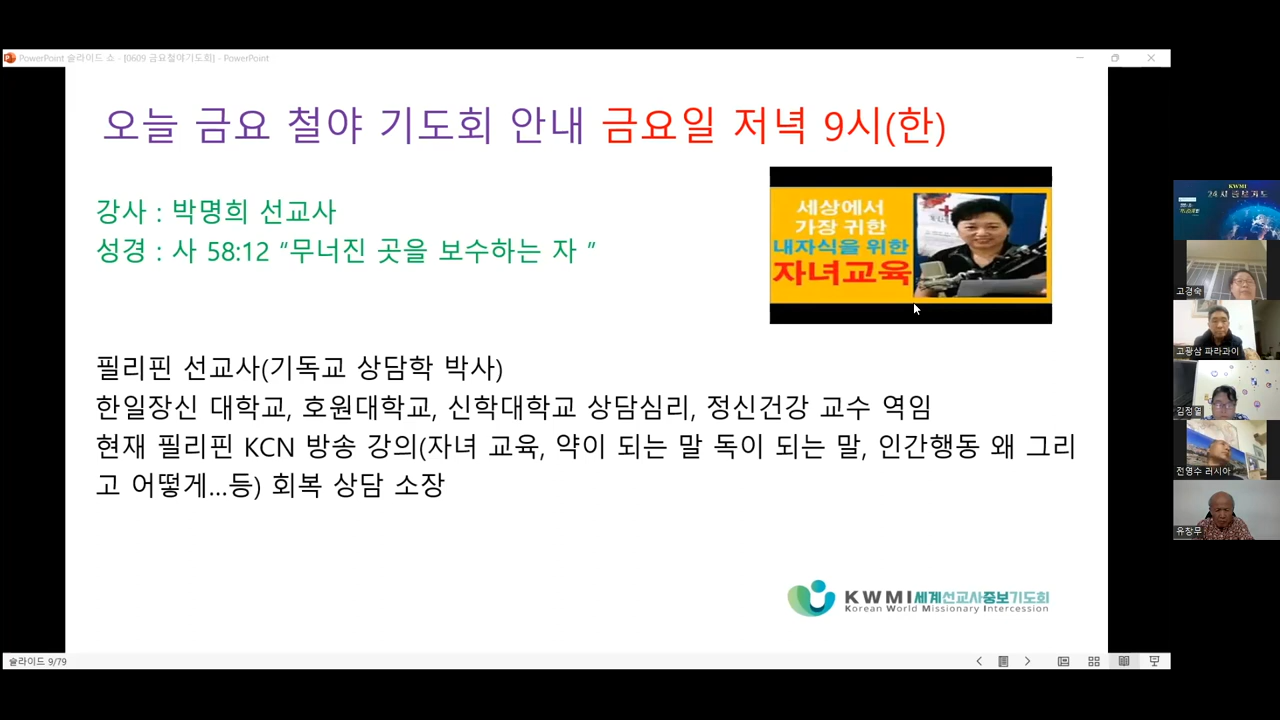 PowerPoint 슬라이드 쇼 - [0609 금요철야기도회] - PowerPoint
오늘 금요 철야 기도회 안내 금요일 저녁 9시(한)
강사 : 박명희 선교사
성경 : 사 58:12 “무너진 곳을 보수하는 자 ”
세상에서
가장 귀한
내자식을 위한
자녀교육
필리핀 선교사(기독교 상담학 박사)
한일장신 대학교, 호원대학교, 신학대학교 상담심리, 정신건강 교수 역임
현재 필리핀 KCN 방송 강의(자녀 교육, 약이 되는 말 독이 되는 말, 인간행동 왜 그리
고 어떻게...등) 회복 상담 소장
KWMI세계선교사중보기도회
Korean World Missionary Intercession
슬라이드 9/79
KWMI
24시 중보기도
고경숙
고광삼 파라과이
김정열
전영수 러시아
유창무